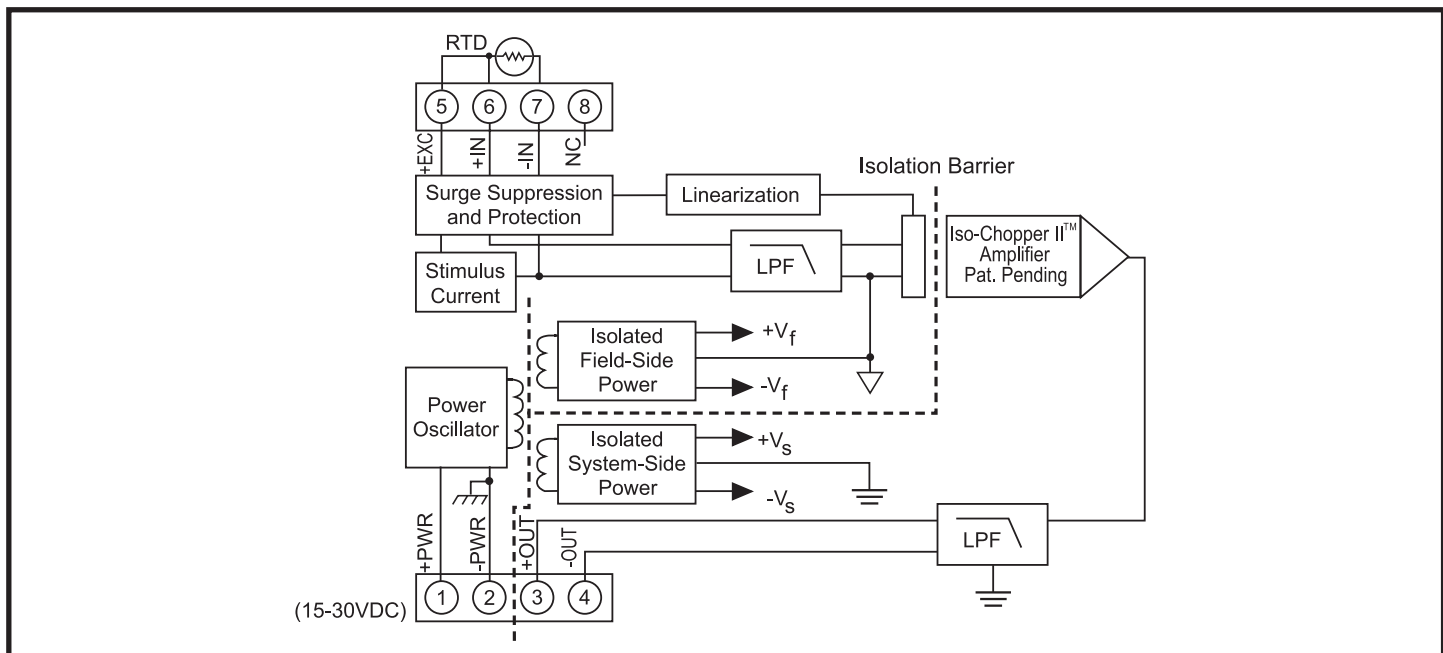 RTD
5
6
7
8
+EXC
+IN
-IN
NC
Isolation Barrier
Surge Suppression
and Protection
Linearization
Iso-Chopper II™
Amplifier
Pat. Pending
LPF
Stimulus
Current
Isolated
Field-Side
Power
+Vf
-Vf
Power
Oscillator
Isolated
System-Side
Power
+Vs
-Vs
LPF
+PWR
-PWR
+OUT
-OUT
(15-30VDC)
1
2
3
4